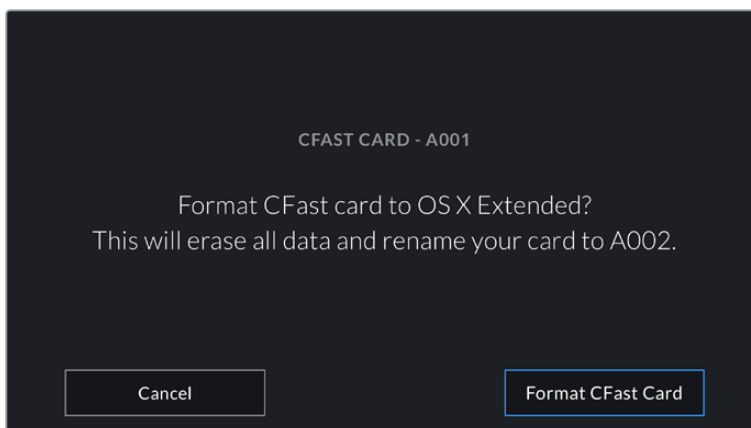 CFAST CARD - A001
Format CFast card to OS X Extended?
This will erase all data and rename your card to A002.
Cancel
Format CFast Card